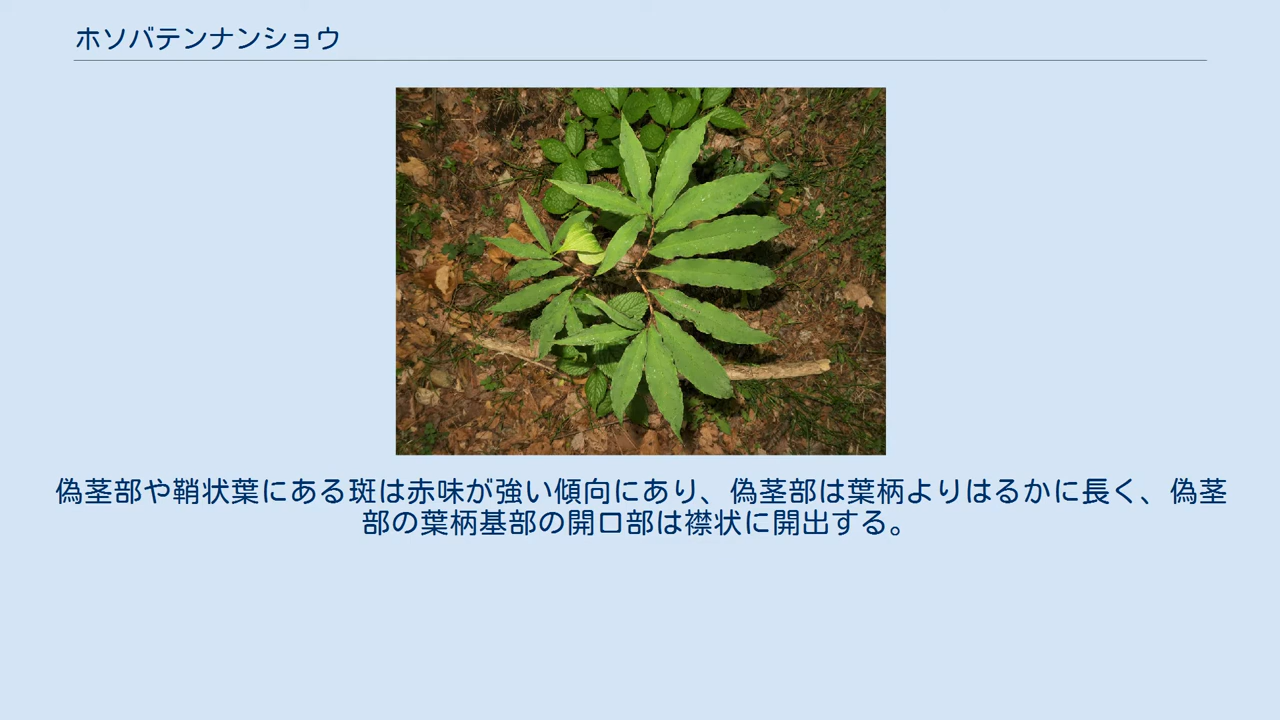 ホソバテンナンショウ
偽茎部や鞘状葉にある斑は赤味が強い傾向にあり、偽茎部は葉柄よりはるかに長く、偽茎
部の葉柄基部の開口部は襟状に開出する。